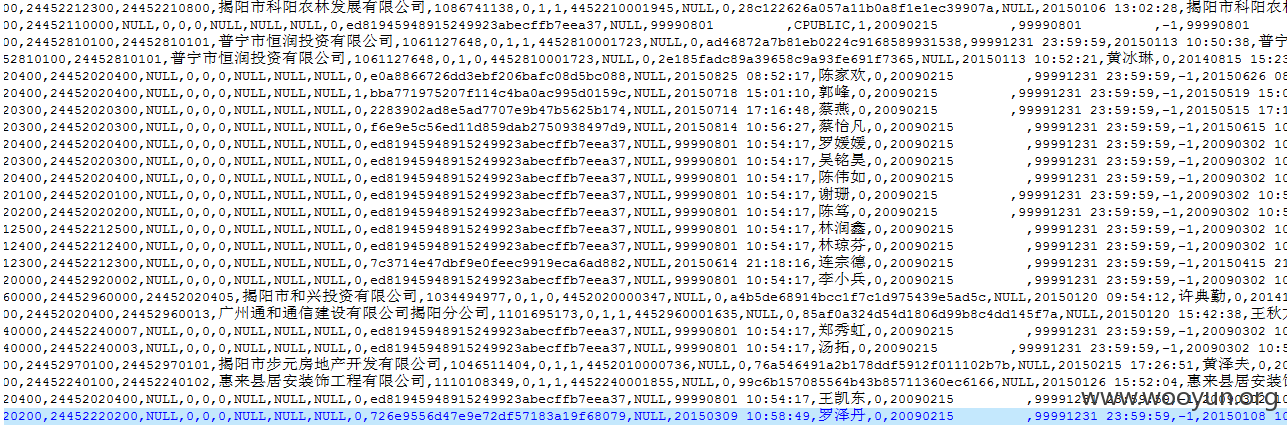 00,24452212300,24452210800,揭阳市科阳农林发展有限公司,1086741138,0,1,1,4452210001945,NULL,0,28c122626a057a11b0a8f1e1ec39907a,NULL,20150106 13:02:28,揭阳市科阳农林
00,24452110000,NULL,0,0,NULL,NULL,NULL,0,ed81945948915249923abecffb7eea37,NULL,99990801 ,CPUBLIC,1,20090215 ,99990801 ,-1,99990801
00,24452810100,24452810101,普宁市恒润投资有限公司,1061127648,0,1,1,4452810001723,NULL,0,ad46872a7b81eb0224c9168589931538,99991231 23:59:59,20150113 10:50:38,普宁
52810100,24452810101,普宁市恒润投资有限公司,1061127648,0,1,1,4452810001723,NULL,0,2e185fadc89a39658c9a93fe691f7365,NULL,20150113 10:52:21,黄冰琳,0,20140815 15:23
20400,24452020400,NULL,0,0,0,NULL,NULL,0,e0a8866726dd3ebf206bafc08d5bc088,NULL,20150825 08:52:17,陈家欢,0,20090215 ,99991231 23:59:59,-1,20150626 08
20400,24452020400,NULL,0,0,0,NULL,NULL,1,bba771975207f114c4ba0ac995d0159c,NULL,20150718 15:01:10,郭峰,0,20090215 ,99991231 23:59:59,-1,20150519 15:0
20300,24452020300,NULL,0,0,0,NULL,NULL,0,2283902ad8e5ad7707e9b47b5625b174,NULL,20150714 17:16:48,蔡燕,0,20090215 ,99991231 23:59:59,-1,20150515 17:1
20300,24452020300,NULL,0,0,0,NULL,NULL,0,f6e9e5c56ed11d859dab2750938497d9,NULL,20150814 10:56:27,蔡怡凡,0,20090215 ,99991231 23:59:59,-1,20150615 10
20400,24452020400,NULL,0,0,0,NULL,NULL,0,ed81945948915249923abecffb7eea37,NULL,99990801 10:54:17,罗媛媛,0,20090215 ,99991231 23:59:59,-1,20090302 10
20300,24452020300,NULL,0,0,0,NULL,NULL,0,ed81945948915249923abecffb7eea37,NULL,99990801 10:54:17,吴铭昊,0,20090215 ,99991231 23:59:59,-1,20090302 10
20400,24452020400,NULL,0,0,0,NULL,NULL,0,ed81945948915249923abecffb7eea37,NULL,99990801 10:54:17,陈伟如,0,20090215 ,99991231 23:59:59,-1,20090302 10
20100,24452020100,NULL,0,0,0,NULL,NULL,0,ed81945948915249923abecffb7eea37,NULL,99990801 10:54:17,谢珊,0,20090215 ,99991231 23:59:59,-1,20090302 10:5
20200,24452020200,NULL,0,0,0,NULL,NULL,0,ed81945948915249923abecffb7eea37,NULL,99990801 10:54:17,陈笃,0,20090215 ,99991231 23:59:59,-1,20090302 10:5
12500,24452212500,NULL,0,0,0,NULL,NULL,0,ed81945948915249923abecffb7eea37,NULL,99990801 10:54:17,林润鑫,0,20090215 ,99991231 23:59:59,-1,20090302 10
12400,24452212400,NULL,0,0,0,NULL,NULL,0,ed81945948915249923abecffb7eea37,NULL,99990801 10:54:17,林琼芬,0,20090215 ,99991231 23:59:59,-1,20090302 10
12300,24452212300,NULL,0,0,0,NULL,NULL,0,7c3714e47dbf9e0feec9919eca6ad882,NULL,20150614 21:18:16,连宗德,0,20090215 ,99991231 23:59:59,-1,20150415 21
20000,24452920002,NULL,0,0,0,NULL,NULL,0,ed81945948915249923abecffb7eea37,NULL,99990801 10:54:17,李小兵,0,20090215 ,99991231 23:59:59,-1,20090302 10
60000,24452960000,24452020405,揭阳市和兴投资有限公司,1034494977,0,1,0,4452020000347,NULL,0,a4b5de68914bcc1f7c1d975439e5ad5c,NULL,20150120 09:54:12,许典勤,0,2014
20400,24452020400,24452960013,广州通和通信建设有限公司揭阳分公司,1101695173,0,1,1,4452960001635,NULL,0,85af0a324d54d1806d99b8c4dd145f7a,NULL,20150120 15:42:38,王秋
40000,24452240007,NULL,0,0,0,NULL,NULL,0,ed81945948915249923abecffb7eea37,NULL,99990801 10:54:17,郑秀虹,0,20090215 ,99991231 23:59:59,-1,20090302 10
40000,24452240003,NULL,0,0,0,NULL,NULL,0,ed81945948915249923abecffb7eea37,NULL,99990801 10:54:17,汤拓,0,20090215 ,99991231 23:59:59,-1,20090302 10:5
00,24452970100,24452970101,揭阳市步元房地产开发有限公司,1046511404,0,1,1,4452010000736,NULL,0,76a546491a2b178ddf5912f011102b7b,NULL,20150215 17:26:51,黄泽夫,0,20
00,24452240100,24452240102,惠来县居安装饰工程有限公司,1110108349,0,1,1,4452240001855,NULL,0,99c6b157085564b43b85711360ec6166,NULL,20150126 15:52:04,惠来县居安装饰
20400,24452020400,NULL,0,0,0,NULL,NULL,0,ed81945948915249923abecffb7eea37,NULL,99990801 10:54:17,王凯东,0,20090215 ,99991231 23:59:59,-1,20090302 10
20200,24452220200,NULL,0,0,0,NULL,NULL,0,726e9556d47e9e72df57183a19f68079,NULL,20150309 10:58:49,罗泽丹,0,20090215 ,99991231 23:59:59,-1,20150108 10
www.wooyun.org